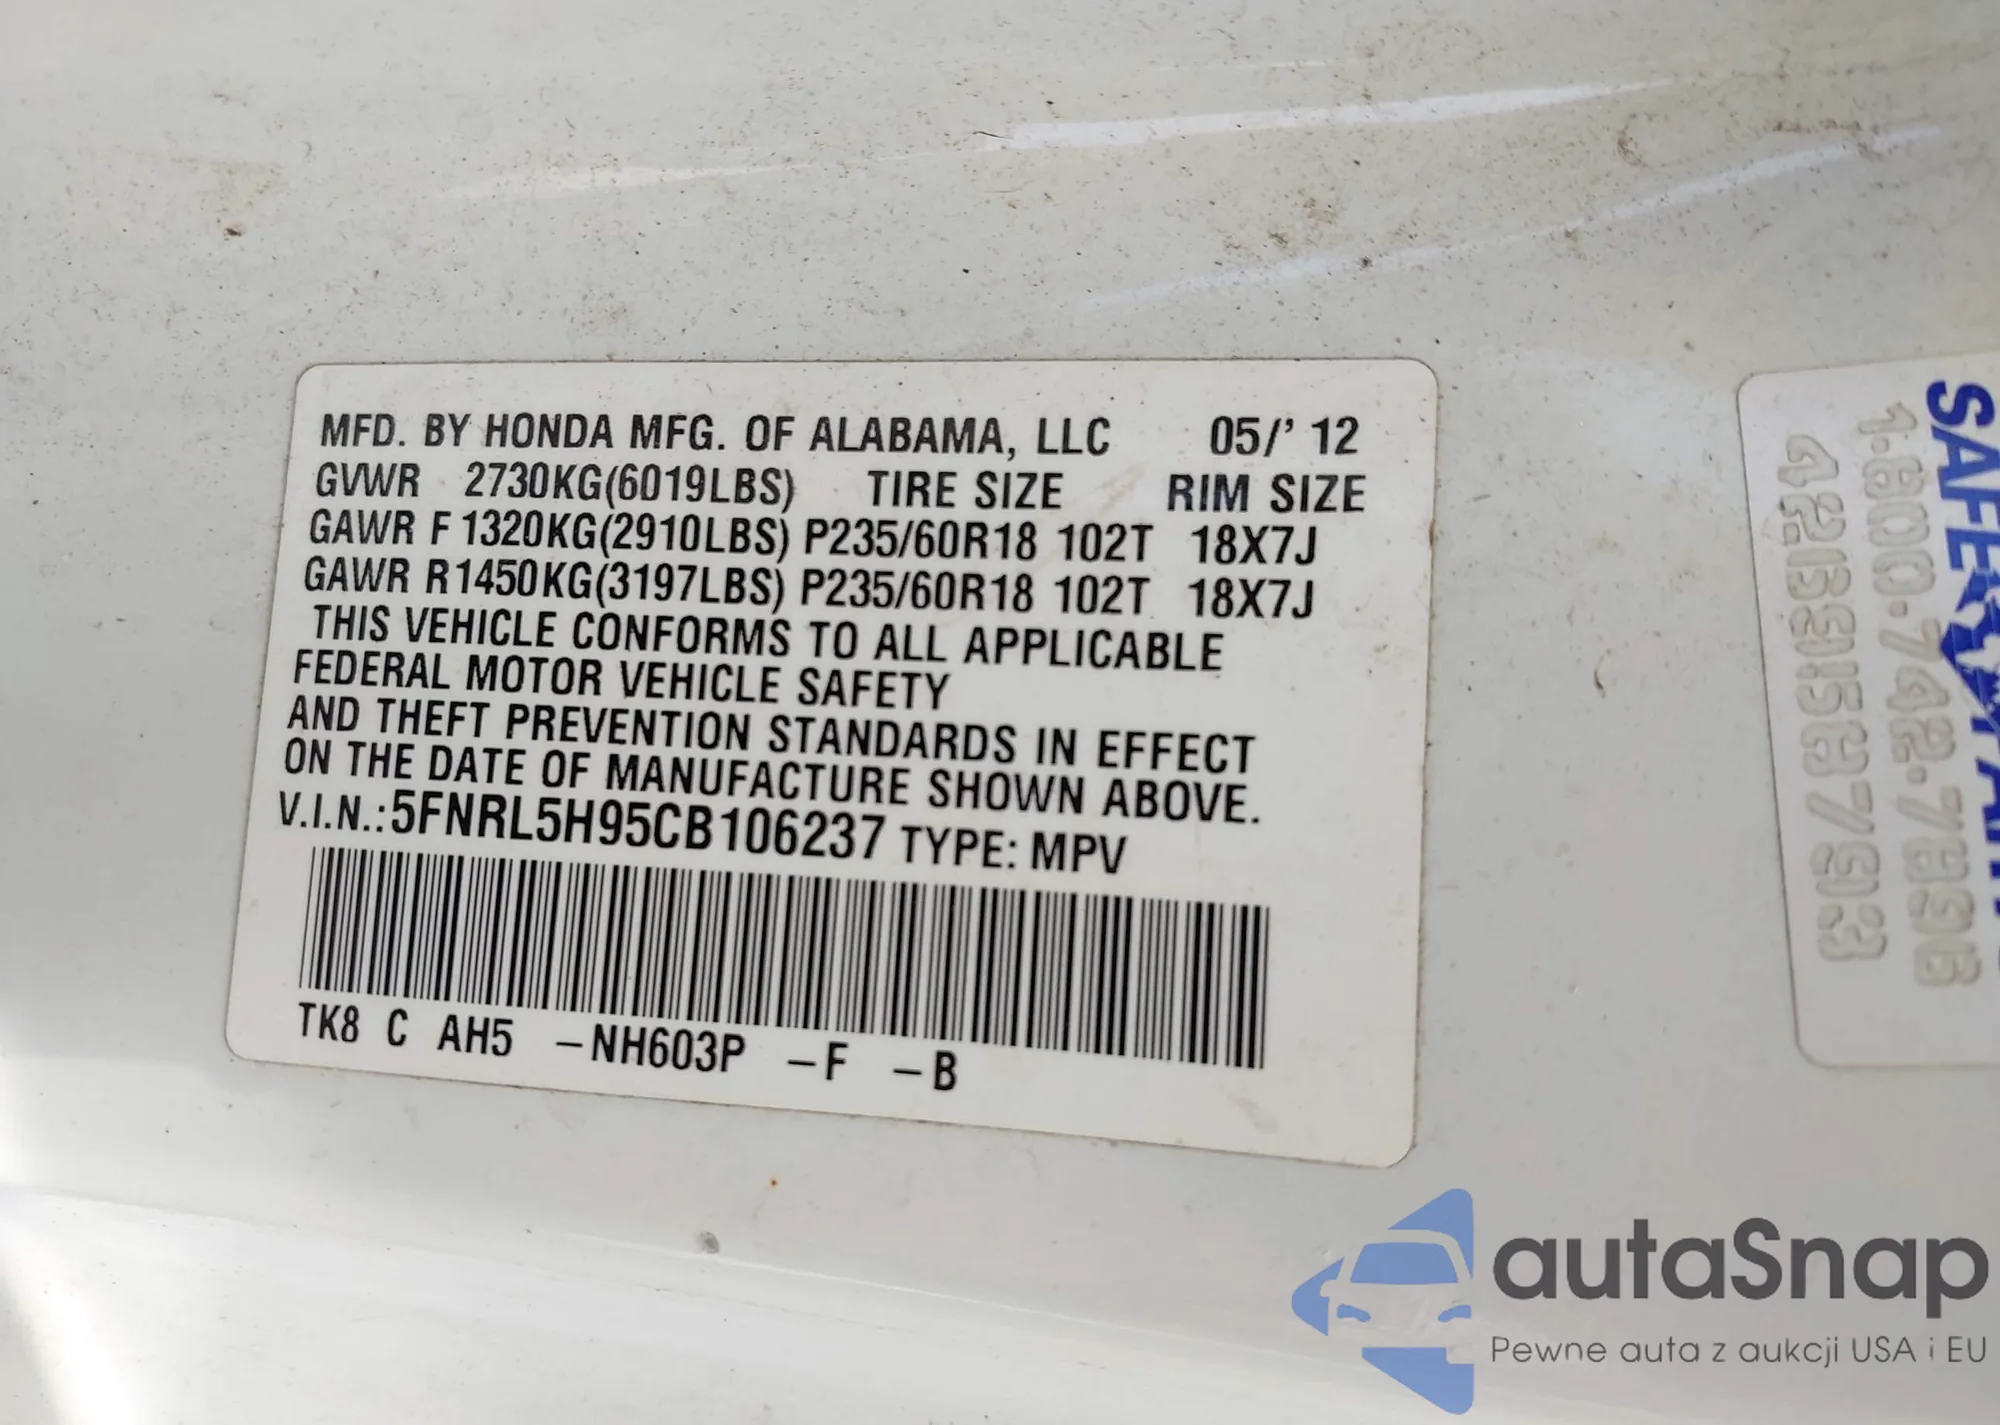 MFD. BY HONDA MFG. OF ALABAMA, LLC 05/' 12
GVWR 2730KG(6019LBS) TIRE SIZE RIM SIZE
GAWR F 1320KG(2910LBS) P235/60R18 102T 18X7J
GAWR R1450KG(3197LBS) P235/60R18 102T 18X7J
THIS VEHICLE CONFORMS TO ALL APPLICABLE
FEDERAL MOTOR VEHICLE SAFETY
AND THEFT PREVENTION STANDARDS IN EFFECT
ON THE DATE OF MANUFACTURE SHOWN ABOVE.
V.I.N.:5FNRL5H95CB106237 TYPE: MPV
TK8 C AH5 -NH603P -F -B
1-800-742-7896
autaSnap
Pewne auta z aukcji USA i EU